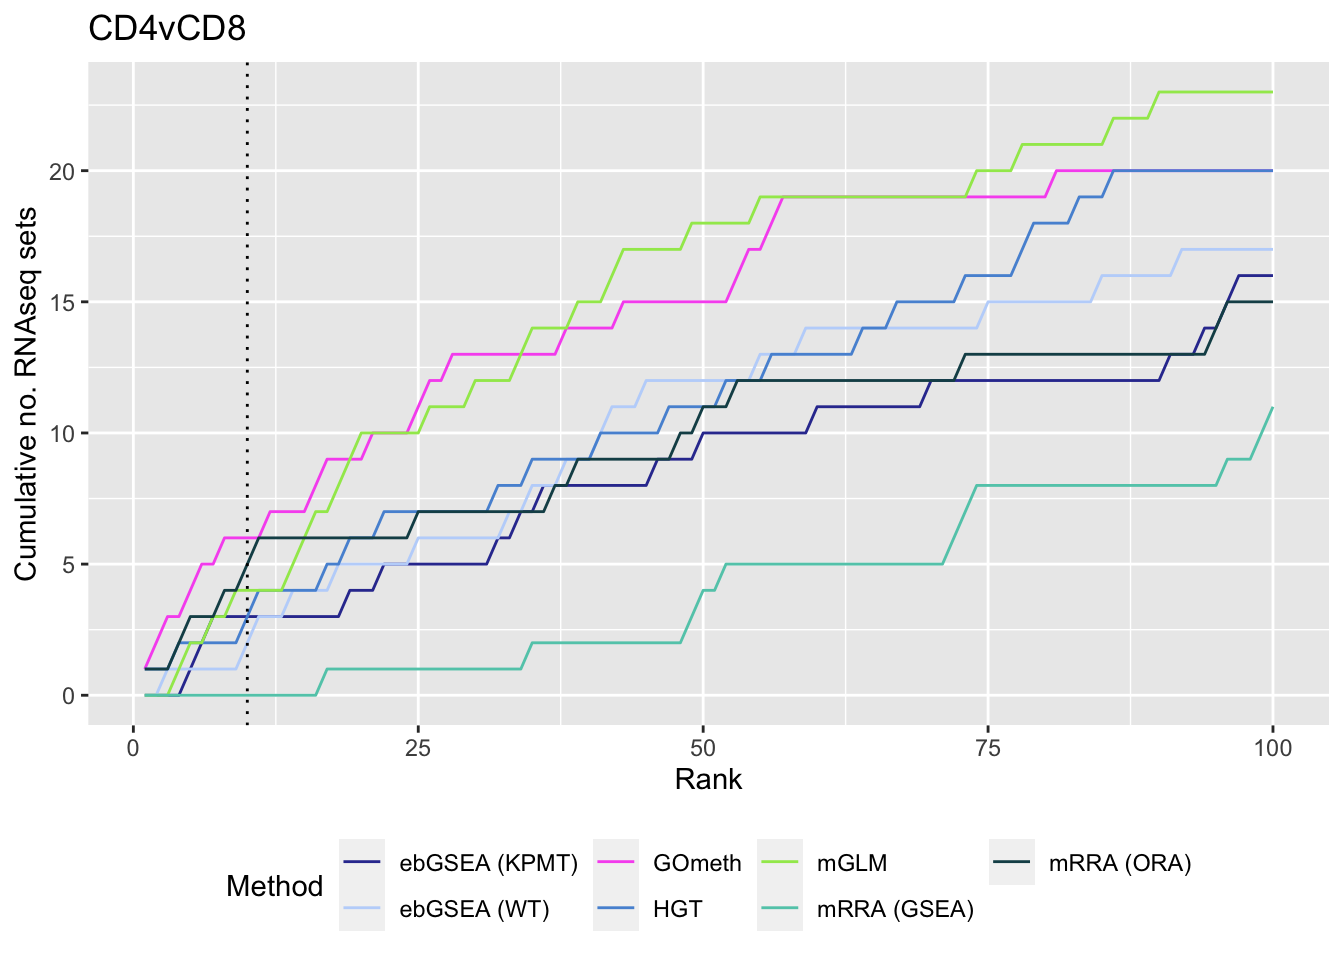 CD4vCD8
Cumulative no. RNAseq sets
20
15
10
5
0
0 25 50 75 100
Rank
Method
ebGSEA (KPMT) GOmeth mGLM mRRA (ORA)
ebGSEA (WT) HGT mRRA (GSEA)